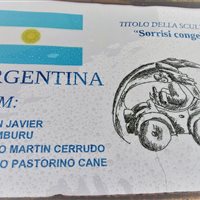 TITOLO DELLA SCUL
"Sorrisi conge
RGENTINA
M:
N JAVIER
MBURU
O MARTIN CERRUDO
O PASTORINO CANE